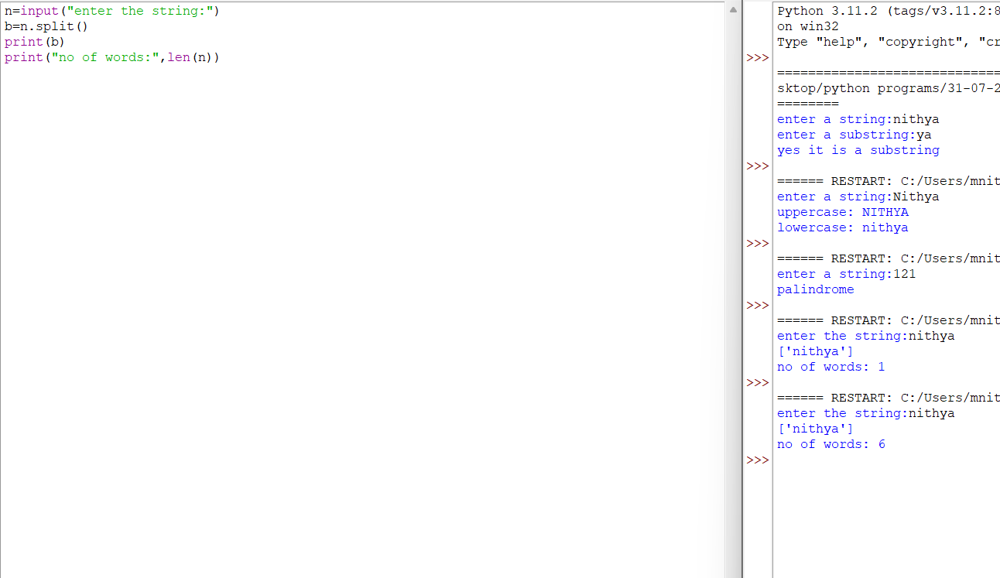 n=input("enter the string:")
b=n.split()
print(b)
print("no of words:",len(n))
Python 3.11.2 (tags/v3.11.2:8
on win32
Type "help", "copyright", "cr
>>>
=============================
sktop/python programs/31-07-2
========
enter a string:nithya
enter a substring:ya
yes it is a substring
>>>
====== RESTART: C:/Users/mnit
enter a string:Nithya
uppercase: NITHYA
lowercase: nithya
>>>
====== RESTART: C:/Users/mnit
enter a string:121
palindrome
>>>
====== RESTART: C:/Users/mnit
enter the string:nithya
['nithya']
no of words: 1
>>>
====== RESTART: C:/Users/mnit
enter the string:nithya
['nithya']
no of words: 6
>>>